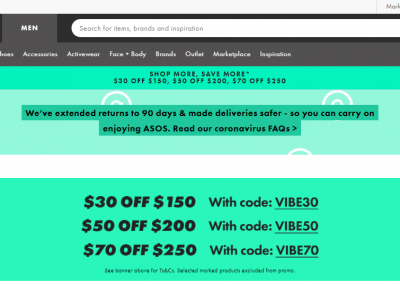 Mark
MEN
Search for items, brands and inspiration
hoes Accessories Activewear Face + Body Brands Outlet Marketplace Inspiration
SHOP MORE, SAVE MORE*
$30 OFF $150, $50 OFF $200, $70 OFF $250
We've extended returns to 90 days & made deliveries safer - so you can carry on
enjoying ASOS. Read our coronavirus FAQs >
$30 OFF $150 With code: VIBE30
$50 OFF $200 With code: VIBE50
$70 OFF $250 With code: VIBE70
See banner above for Ts&Cs. Selected marked products excluded from promo.